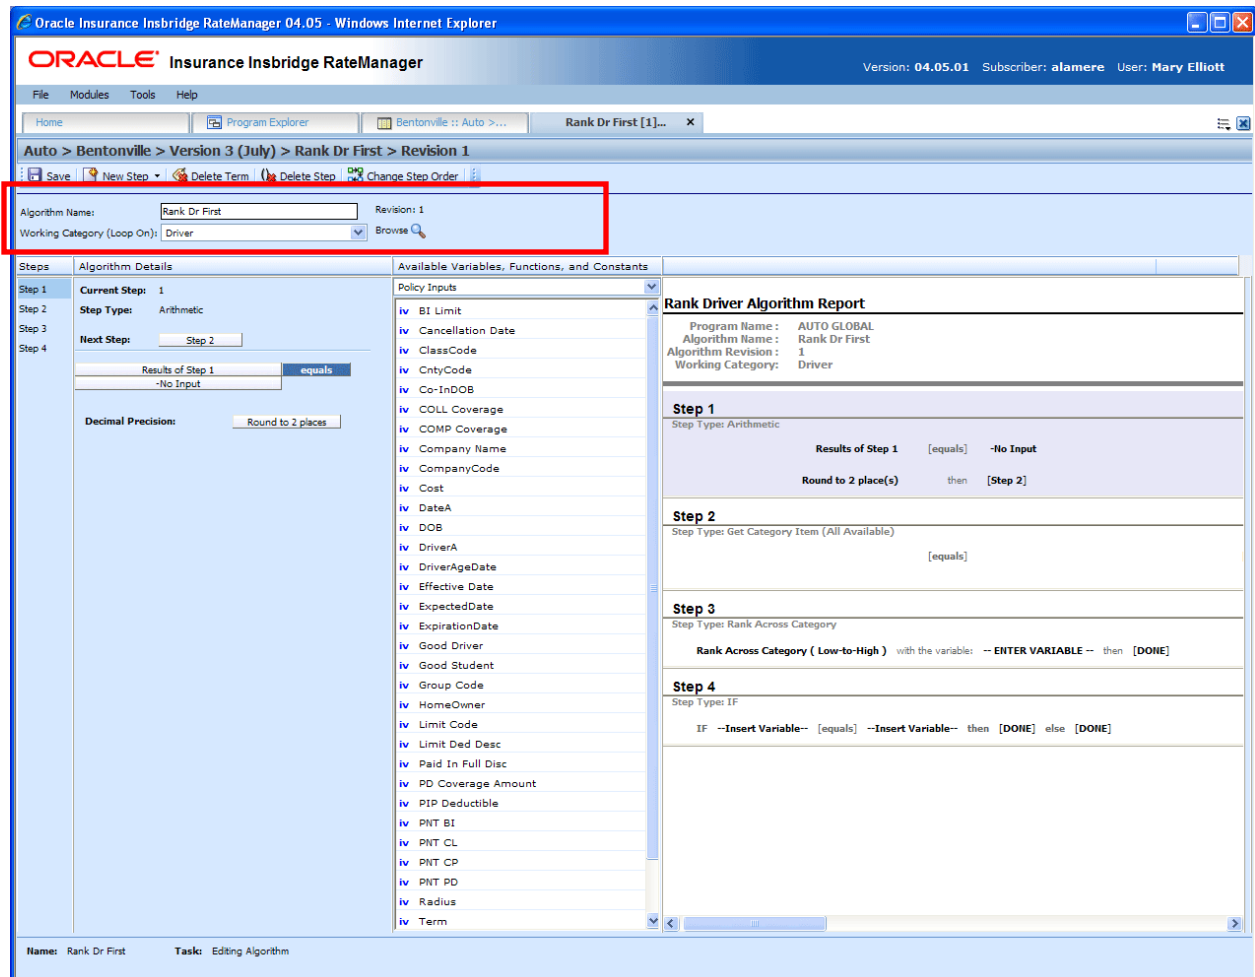 Oracle Insurance Insbridge RateManager 04.05 - Windows Internet Explorer
ORACLE Insurance Insbridge RateManager
Version: 04.05.01 Subscriber: alamere User: Mary Elliott
File Modules Tools Help
Home Program Explorer Bentonville :: Auto >... Rank Dr First [1]... x
Auto > Bentonville > Version 3 (July) > Rank Dr First > Revision 1
Save New Step Delete Term Delete Step Change Step Order
Algorithm Name: Rank Dr First Revision: 1
Working Category (Loop On): Driver Browse
Steps
Step 1
Step 2
Step 3
Step 4
Algorithm Details
Current Step: 1
Step Type: Arithmetic
Next Step: Step 2
Results of Step 1 equals
-No Input
Decimal Precision: Round to 2 places
Available Variables, Functions, and Constants
Policy Inputs
iv BI Limit
iv Cancellation Date
iv ClassCode
iv CntyCode
iv Co-InDOB
iv COLL Coverage
iv COMP Coverage
iv Company Name
iv CompanyCode
iv Cost
iv DateA
iv DOB
iv DriverA
iv DriverAgeDate
iv Effective Date
iv ExpectedDate
iv ExpirationDate
iv Good Driver
iv Good Student
iv Group Code
iv HomeOwner
iv Limit Code
iv Limit Ded Desc
iv Paid In Full Disc
iv PD Coverage Amount
iv PIP Deductible
iv PNT BI
iv PNT CL
iv PNT CP
iv PNT PD
iv Radius
iv Term
Rank Driver Algorithm Report
Program Name : AUTO GLOBAL
Algorithm Name : Rank Dr First
Algorithm Revision : 1
Working Category: Driver
Step 1
Step Type: Arithmetic
Results of Step 1 [equals] -No Input
Round to 2 place(s) then [Step 2]
Step 2
Step Type: Get Category Item (All Available)
[equals]
Step 3
Step Type: Rank Across Category
Rank Across Category ( Low-to-High ) with the variable: -- ENTER VARIABLE -- then [DONE]
Step 4
Step Type: IF
IF --Insert Variable-- [equals] --Insert Variable-- then [DONE] else [DONE]
Name: Rank Dr First Task: Editing Algorithm